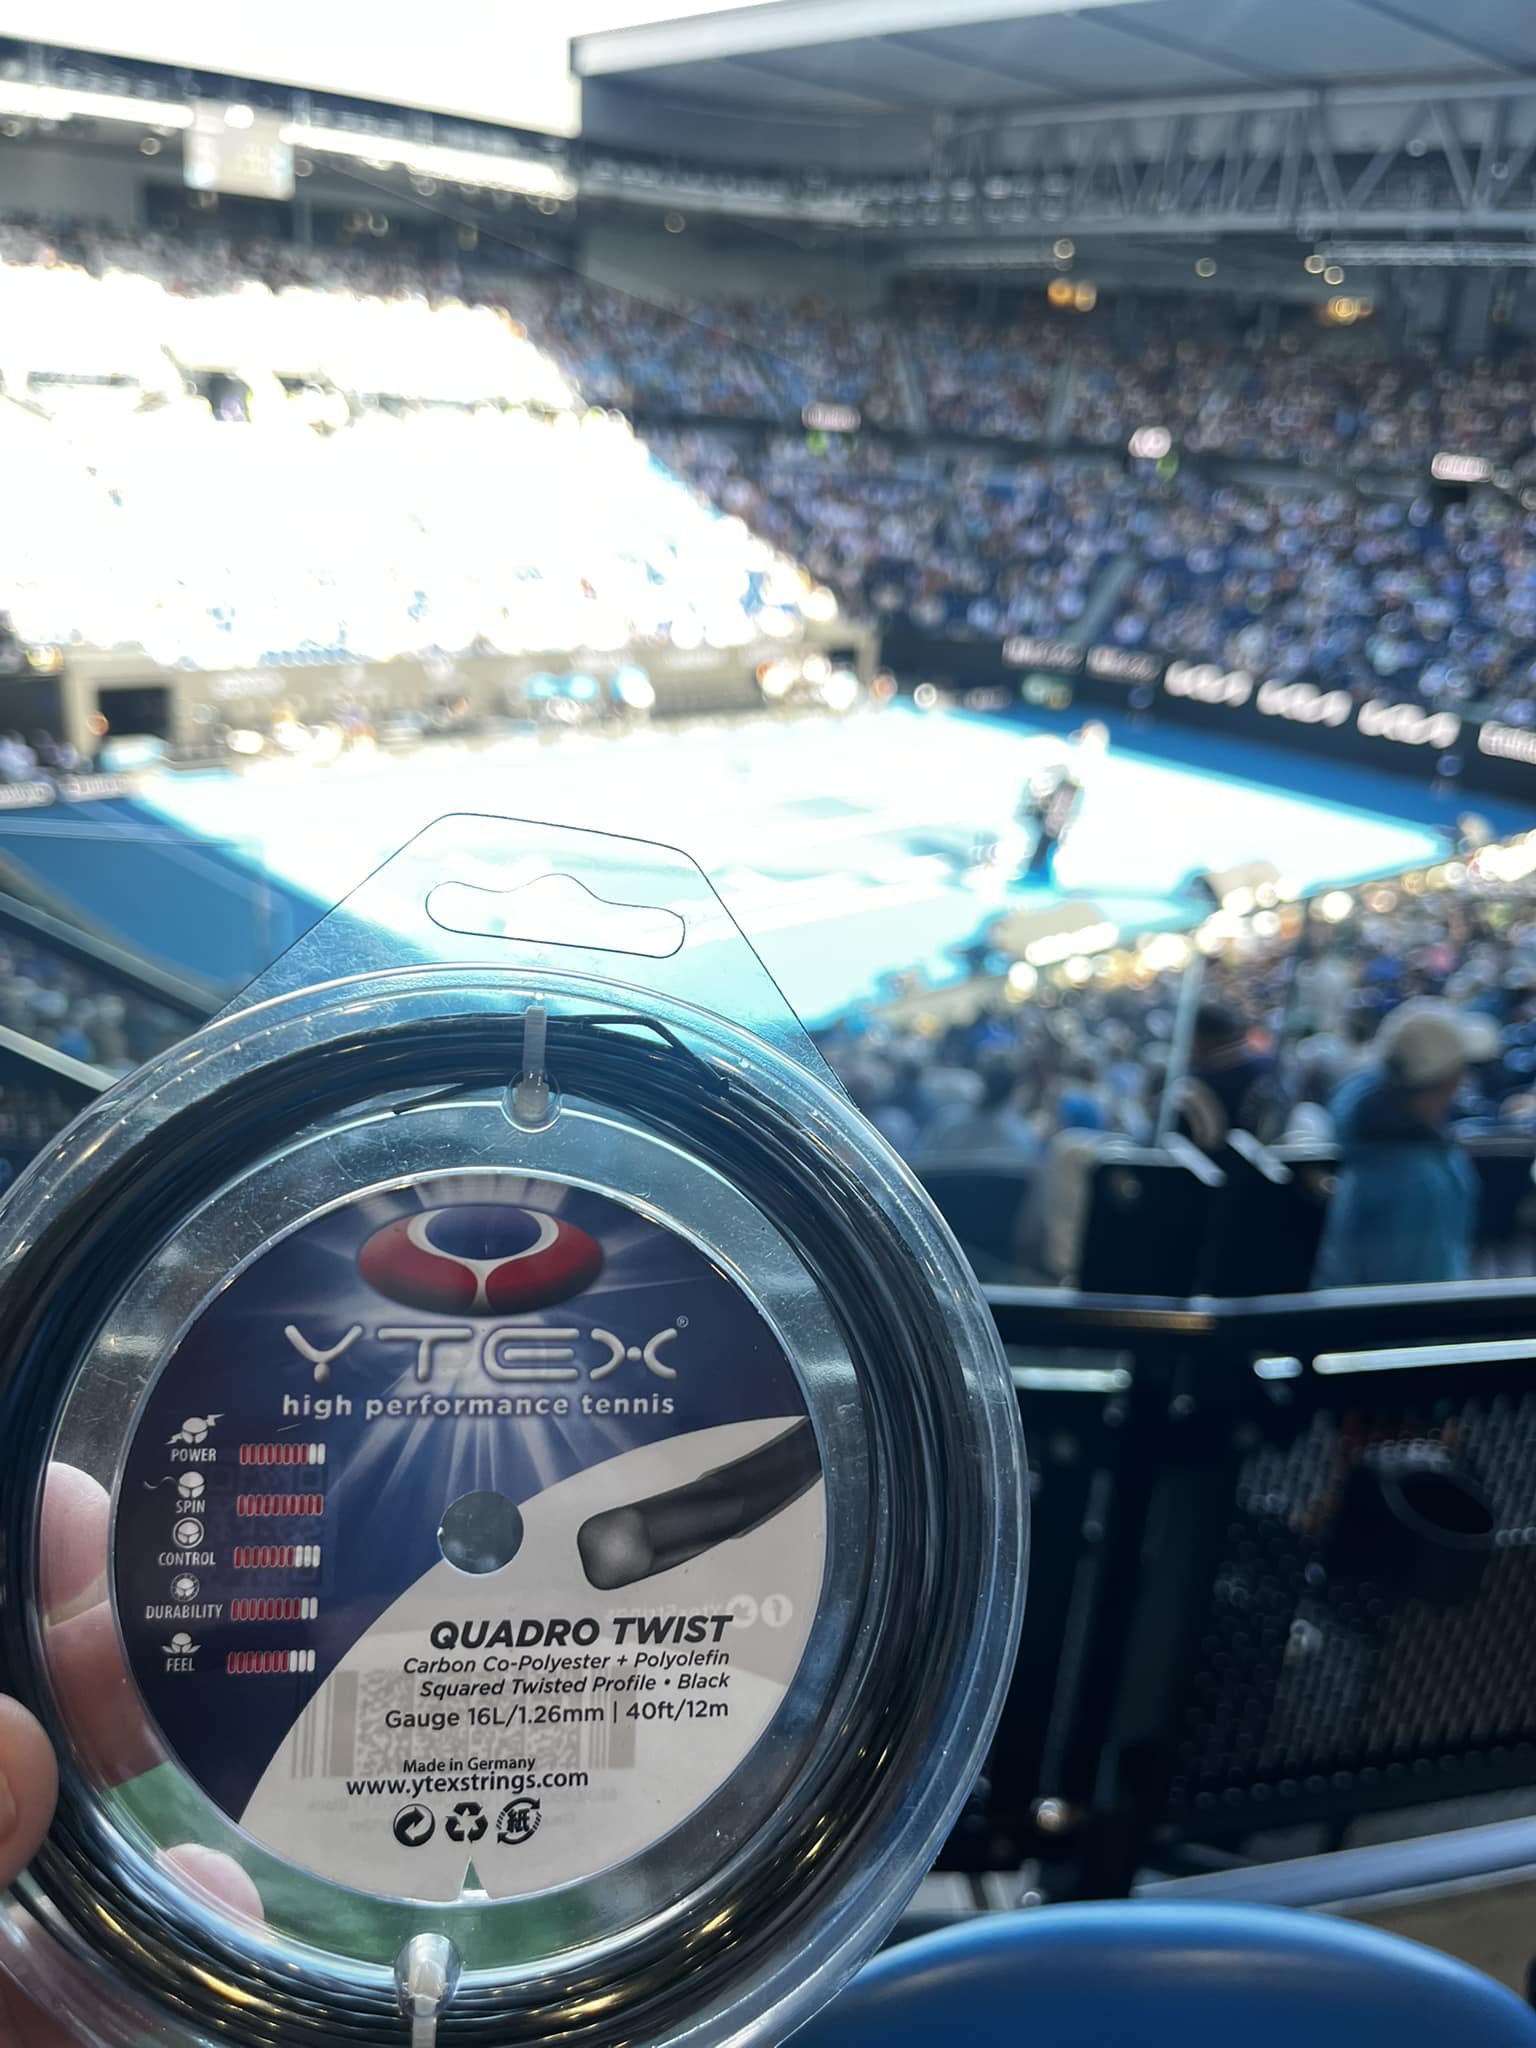 YTEX®
high performance tennis
POWER
SPIN
CONTROL
DURABILITY
FEEL
QUADRO TWIST
Carbon Co-Polyester + Polyolefin
Squared Twisted Profile • Black
Gauge 16L/1.26mm | 40ft/12m
Made in Germany
www.ytexstrings.com
紙